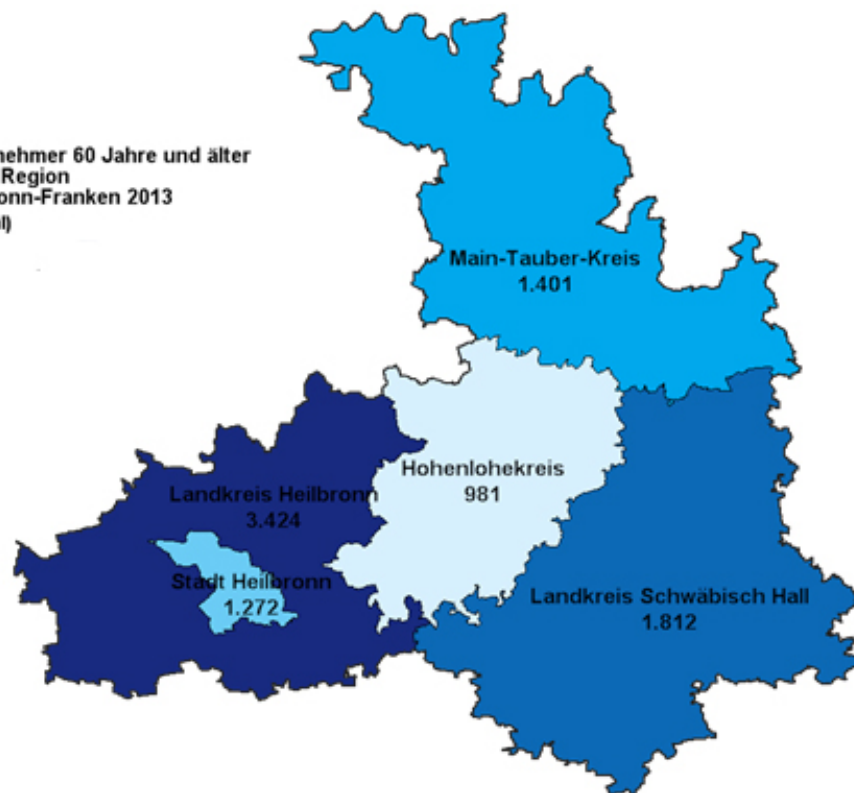 nehmer 60 Jahre und älter
Region
onn-Franken 2013
l)
Main-Tauber-Kreis
1.401
Hohenlohekreis
981
Landkreis Heilbronn
3.424
Stadt Heilbronn
1.272
Landkreis Schwäbisch Hall
1.812